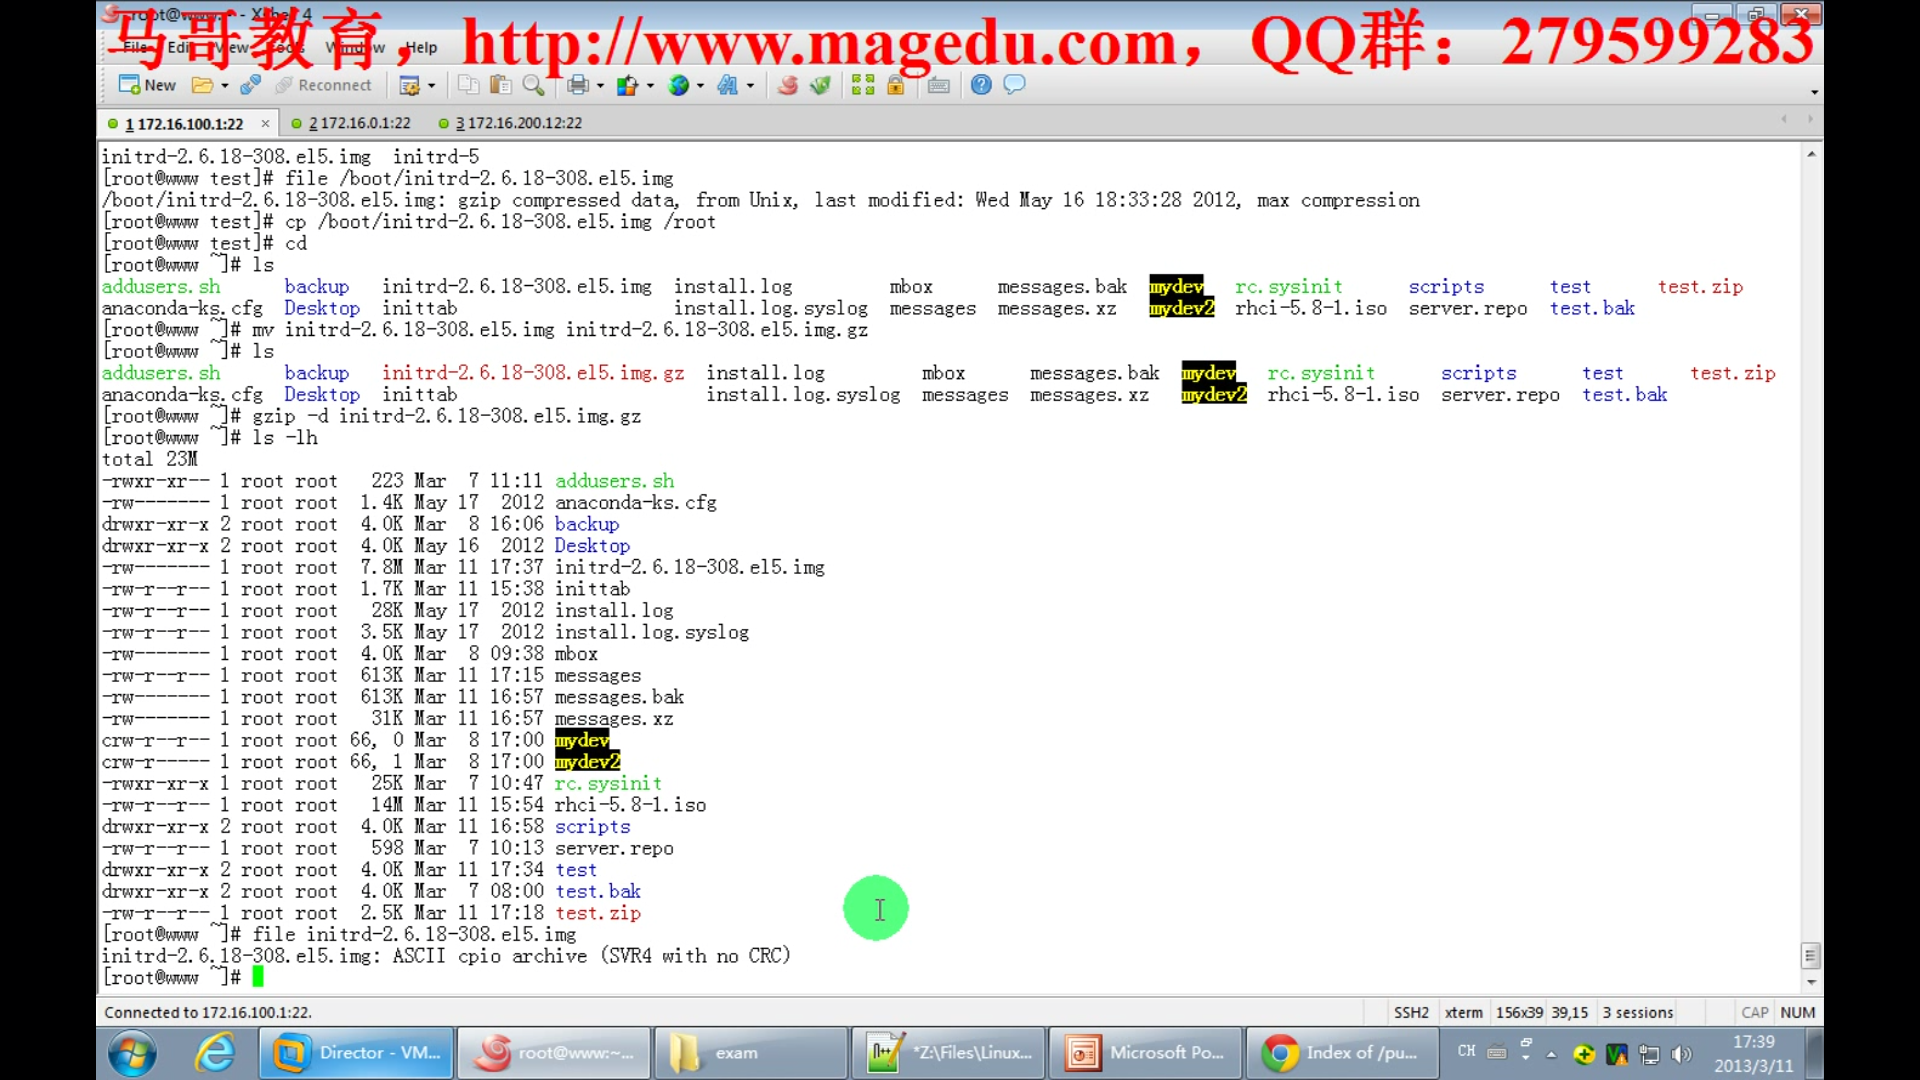 root@www:~ - Xshell 4
马哥教育，http://www.magedu.com，QQ群：279599283
File Edit View Tools Window Help
New Reconnect
1 172.16.100.1:22 × 2 172.16.0.1:22 3 172.16.200.12:22
initrd-2.6.18-308.el5.img initrd-5
[root@www test]# file /boot/initrd-2.6.18-308.el5.img
/boot/initrd-2.6.18-308.el5.img: gzip compressed data, from Unix, last modified: Wed May 16 18:33:28 2012, max compression
[root@www test]# cp /boot/initrd-2.6.18-308.el5.img /root
[root@www test]# cd
[root@www ~]# ls
addusers.sh backup initrd-2.6.18-308.el5.img install.log mbox messages.bak mydev rc.sysinit scripts test test.zip
anaconda-ks.cfg Desktop inittab install.log.syslog messages messages.xz mydev2 rhci-5.8-1.iso server.repo test.bak
[root@www ~]# mv initrd-2.6.18-308.el5.img initrd-2.6.18-308.el5.img.gz
[root@www ~]# ls
addusers.sh backup initrd-2.6.18-308.el5.img.gz install.log mbox messages.bak mydev rc.sysinit scripts test test.zip
anaconda-ks.cfg Desktop inittab install.log.syslog messages messages.xz mydev2 rhci-5.8-1.iso server.repo test.bak
[root@www ~]# gzip -d initrd-2.6.18-308.el5.img.gz
[root@www ~]# ls -lh
total 23M
-rwxr-xr-- 1 root root 223 Mar 7 11:11 addusers.sh
-rw------- 1 root root 1.4K May 17 2012 anaconda-ks.cfg
drwxr-xr-x 2 root root 4.0K Mar 8 16:06 backup
drwxr-xr-x 2 root root 4.0K May 16 2012 Desktop
-rw------- 1 root root 7.8M Mar 11 17:37 initrd-2.6.18-308.el5.img
-rw-r--r-- 1 root root 1.7K Mar 11 15:38 inittab
-rw-r--r-- 1 root root 28K May 17 2012 install.log
-rw-r--r-- 1 root root 3.5K May 17 2012 install.log.syslog
-rw------- 1 root root 4.0K Mar 8 09:38 mbox
-rw-r--r-- 1 root root 613K Mar 11 17:15 messages
-rw------- 1 root root 613K Mar 11 16:57 messages.bak
-rw------- 1 root root 31K Mar 11 16:57 messages.xz
crw-r--r-- 1 root root 66, 0 Mar 8 17:00 mydev
crw-r----- 1 root root 66, 1 Mar 8 17:00 mydev2
-rwxr-xr-x 1 root root 25K Mar 7 10:47 rc.sysinit
-rw-r--r-- 1 root root 14M Mar 11 15:54 rhci-5.8-1.iso
drwxr-xr-x 2 root root 4.0K Mar 11 16:58 scripts
-rw-r--r-- 1 root root 598 Mar 7 10:13 server.repo
drwxr-xr-x 2 root root 4.0K Mar 11 17:34 test
drwxr-xr-x 2 root root 4.0K Mar 7 08:00 test.bak
-rw-r--r-- 1 root root 2.5K Mar 11 17:18 test.zip
[root@www ~]# file initrd-2.6.18-308.el5.img
initrd-2.6.18-308.el5.img: ASCII cpio archive (SVR4 with no CRC)
[root@www ~]#
Connected to 172.16.100.1:22. SSH2 xterm 156x39 39,15 3 sessions CAP NUM
Director - VM... root@www:~... exam *Z:\Files\Linux... Microsoft Po... Index of /pu... CH 17:39
2013/3/11